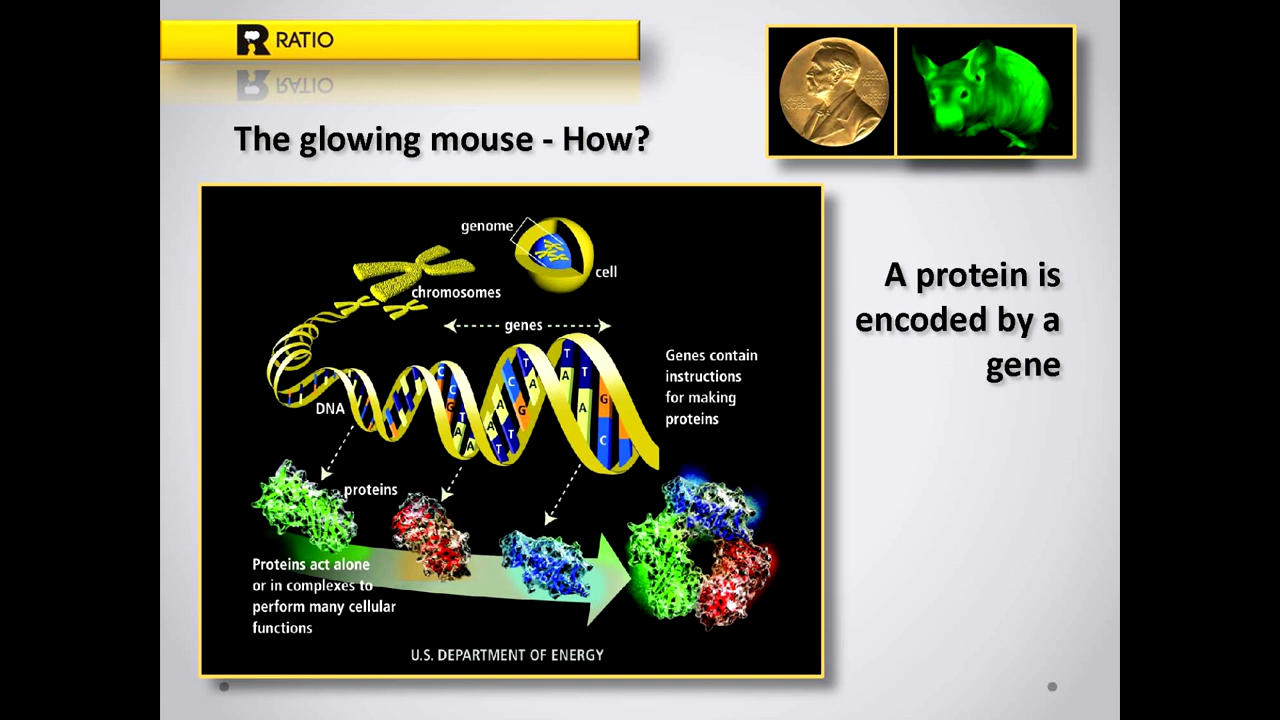 RATIO
The glowing mouse - How?
genome
cell
chromosomes
genes
Genes contain
instructions
for making
proteins
DNA
proteins
Proteins act alone
or in complexes to
perform many cellular
functions
U.S. DEPARTMENT OF ENERGY
A protein is
encoded by a
gene